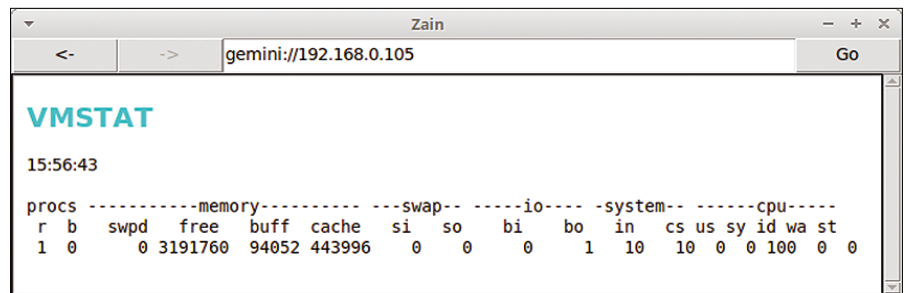 Zain
<- -> gemini://192.168.0.105 Go
VMSTAT
15:56:43
procs -----------memory---------- ---swap-- -----io---- -system-- ------cpu-----
r b swpd free buff cache si so bi bo in cs us sy id wa st
1 0 0 3191760 94052 443996 0 0 0 1 10 10 0 0 100 0 0